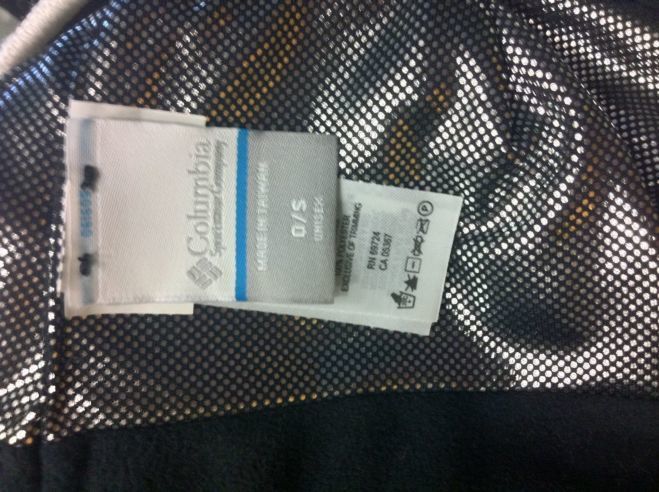 Columbia
Sportswear Company
MADE IN TAIWAN
O/S
UNISEX
EXCLUSIVE OF TRIMMING
RN 69724
CA 05367